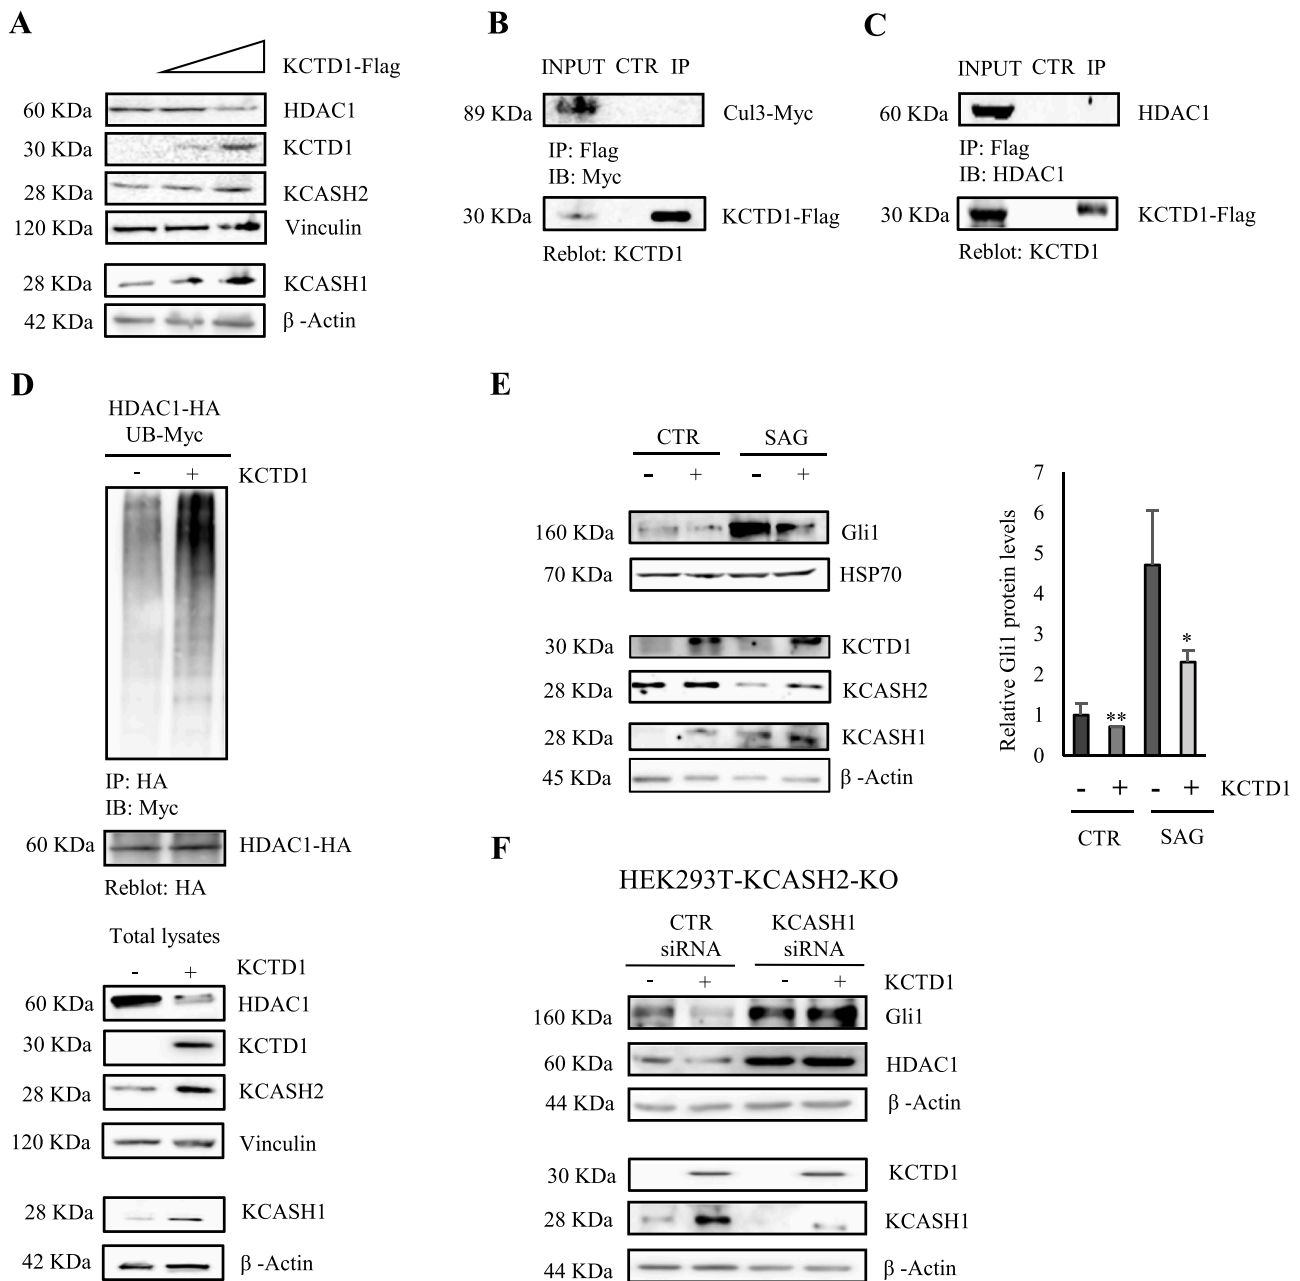 A
KCTD1-Flag
60 KDa HDAC1
30 KDa KCTD1
28 KDa KCASH2
120 KDa Vinculin
28 KDa KCASH1
42 KDa β -Actin
B
INPUT CTR IP
89 KDa Cul3-Myc
IP: Flag
IB: Myc
30 KDa KCTD1-Flag
Reblot: KCTD1
C
INPUT CTR IP
60 KDa HDAC1
IP: Flag
IB: HDAC1
30 KDa KCTD1-Flag
Reblot: KCTD1
D
HDAC1-HA
UB-Myc
- + KCTD1
IP: HA
IB: Myc
60 KDa HDAC1-HA
Reblot: HA
Total lysates
- + KCTD1
60 KDa HDAC1
30 KDa KCTD1
28 KDa KCASH2
120 KDa Vinculin
28 KDa KCASH1
42 KDa β -Actin
E
CTR SAG
- + - +
160 KDa Gli1
70 KDa HSP70
30 KDa KCTD1
28 KDa KCASH2
28 KDa KCASH1
45 KDa β -Actin
Relative Gli1 protein levels
7
6
5
4
3
2
1
0
**
*
- + - + KCTD1
CTR SAG
F
HEK293T-KCASH2-KO
CTR KCASH1
siRNA siRNA
- + - + KCTD1
160 KDa Gli1
60 KDa HDAC1
44 KDa β -Actin
30 KDa KCTD1
28 KDa KCASH1
44 KDa β -Actin